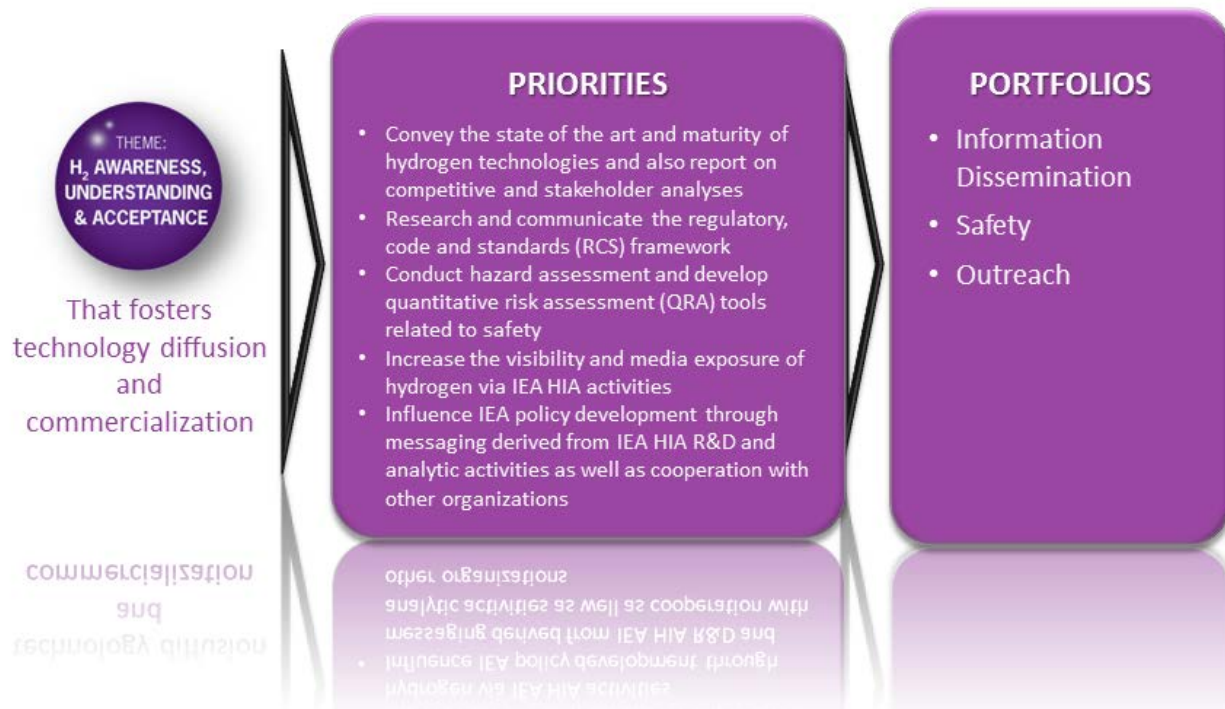 THEME:
H₂ AWARENESS,
UNDERSTANDING
& ACCEPTANCE
That fosters
technology diffusion
and
commercialization
PRIORITIES
• Convey the state of the art and maturity of
hydrogen technologies and also report on
competitive and stakeholder analyses
• Research and communicate the regulatory,
code and standards (RCS) framework
• Conduct hazard assessment and develop
quantitative risk assessment (QRA) tools
related to safety
• Increase the visibility and media exposure of
hydrogen via IEA HIA activities
• Influence IEA policy development through
messaging derived from IEA HIA R&D and
analytic activities as well as cooperation with
other organizations
PORTFOLIOS
• Information
Dissemination
• Safety
• Outreach